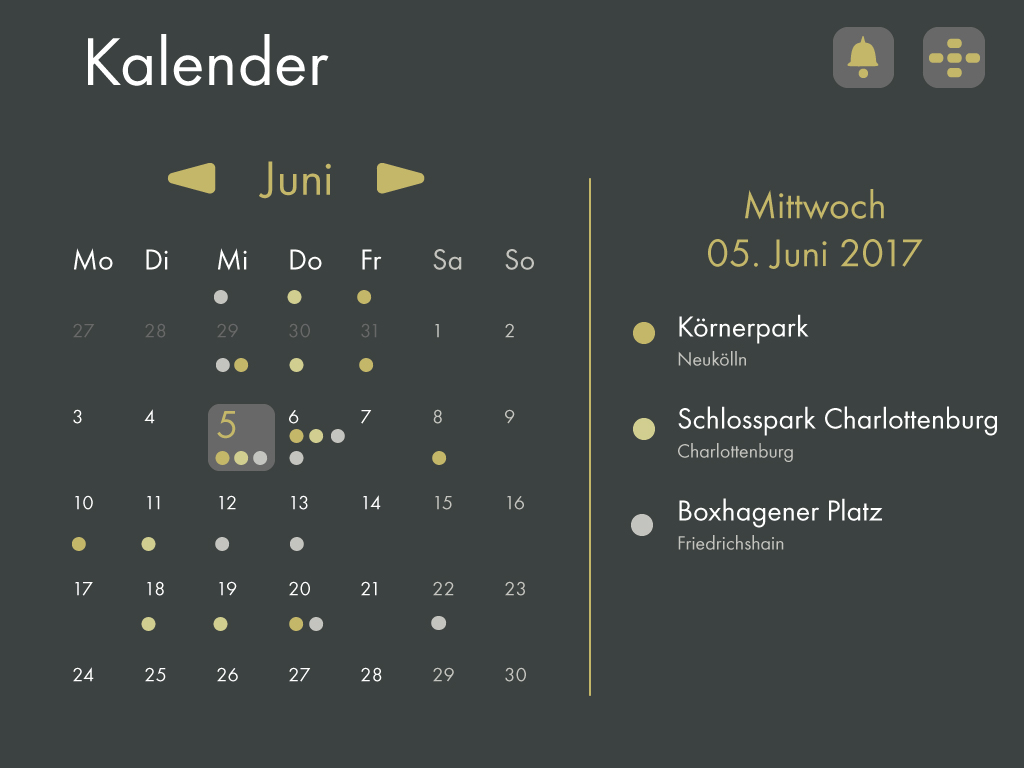 Kalender
Juni
Mo Di Mi Do Fr Sa So
27 28 29 30 31 1 2
3 4 5 6 7 8 9
10 11 12 13 14 15 16
17 18 19 20 21 22 23
24 25 26 27 28 29 30
Mittwoch
05. Juni 2017
Körnerpark
Neukölln
Schlosspark Charlottenburg
Charlottenburg
Boxhagener Platz
Friedrichshain